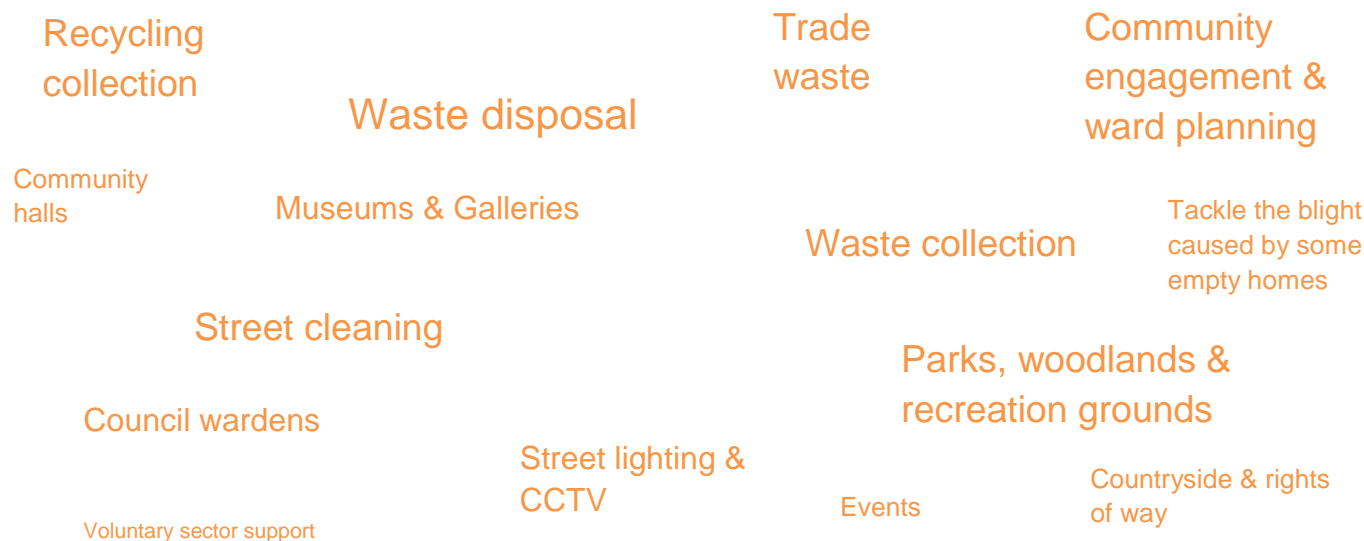 Recycling
collection
Waste disposal
Trade
waste
Community
engagement &
ward planning
Community
halls
Museums & Galleries
Waste collection
Tackle the blight
caused by some
empty homes
Street cleaning
Parks, woodlands &
recreation grounds
Council wardens
Street lighting &
CCTV
Events
Countryside & rights
of way
Voluntary sector support